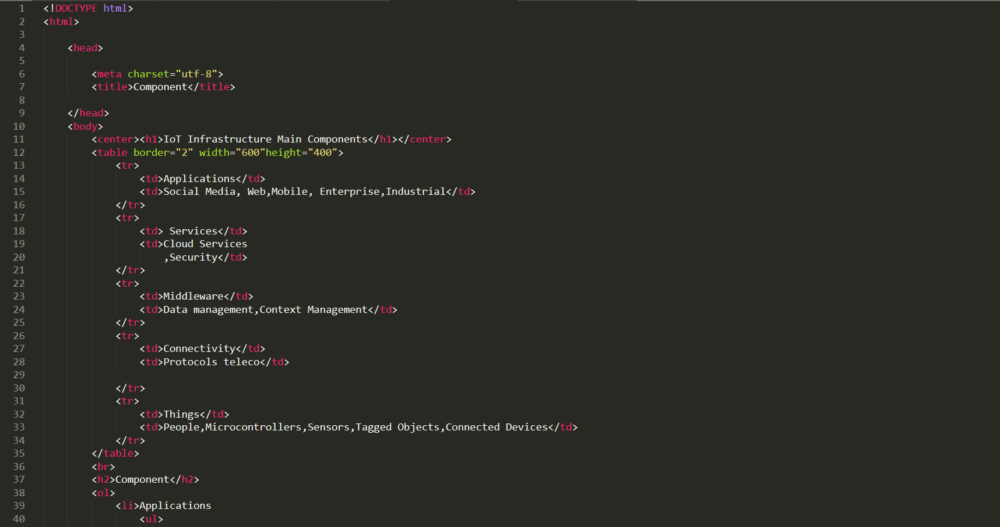 1 <!DOCTYPE html>
2 <html>
3
4 <head>
5
6 <meta charset="utf-8">
7 <title>Component</title>
8
9 </head>
10 <body>
11 <center><h1>IoT Infrastructure Main Components</h1></center>
12 <table border="2" width="600"height="400">
13 <tr>
14 <td>Applications</td>
15 <td>Social Media, Web,Mobile, Enterprise,Industrial</td>
16 </tr>
17 <tr>
18 <td> Services</td>
19 <td>Cloud Services
20 ,Security</td>
21 </tr>
22 <tr>
23 <td>Middleware</td>
24 <td>Data management,Context Management</td>
25 </tr>
26 <tr>
27 <td>Connectivity</td>
28 <td>Protocols teleco</td>
29
30 </tr>
31 <tr>
32 <td>Things</td>
33 <td>People,Microcontrollers,Sensors,Tagged Objects,Connected Devices</td>
34 </tr>
35 </table>
36 <br>
37 <h2>Component</h2>
38 <ol>
39 <li>Applications
40 <ul>